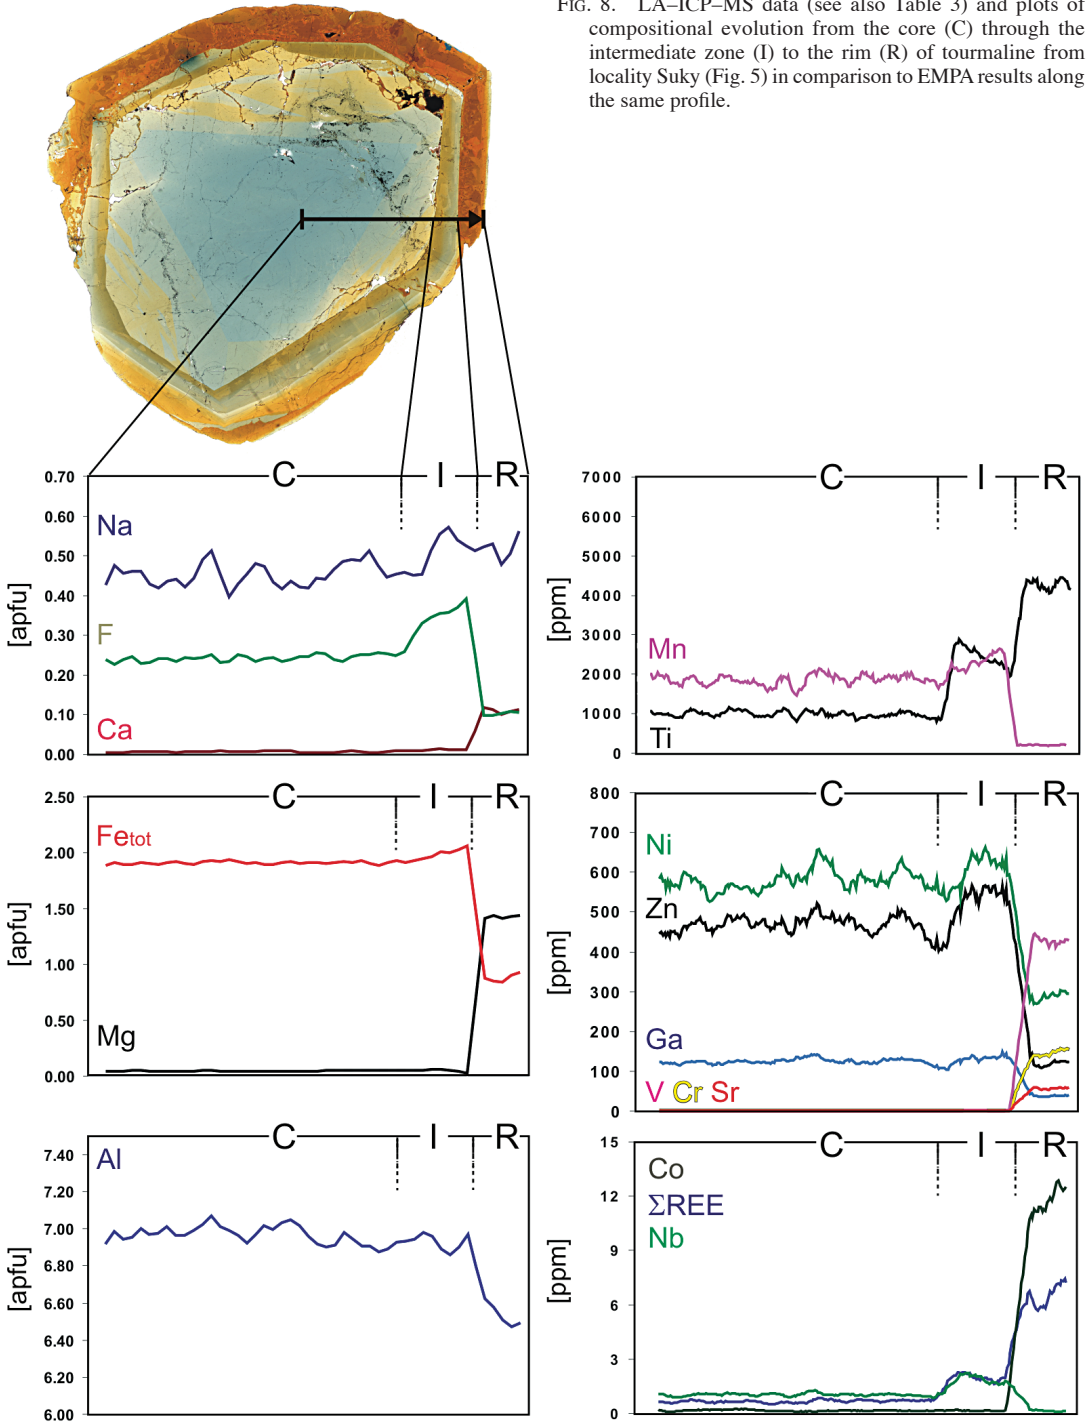 FIG. 8. LA–ICP–MS data (see also Table 3) and plots of
compositional evolution from the core (C) through the
intermediate zone (I) to the rim (R) of tourmaline from
locality Suky (Fig. 5) in comparison to EMPA results along
the same profile.
C I R
0.70
0.60
0.50
0.40
0.30
0.20
0.10
0.00
[apfu]
Na
F
Ca
C I R
7000
6000
5000
4000
3000
2000
1000
0
[ppm]
Mn
Ti
C I R
2.50
2.00
1.50
1.00
0.50
0.00
[apfu]
Fetot
Mg
C I R
800
700
600
500
400
300
200
100
0
[ppm]
Ni
Zn
Ga
V Cr Sr
C I R
7.40
7.20
7.00
6.80
6.60
6.40
6.20
6.00
[apfu]
Al
C I R
15
12
9
6
3
0
[ppm]
Co
ΣREE
Nb